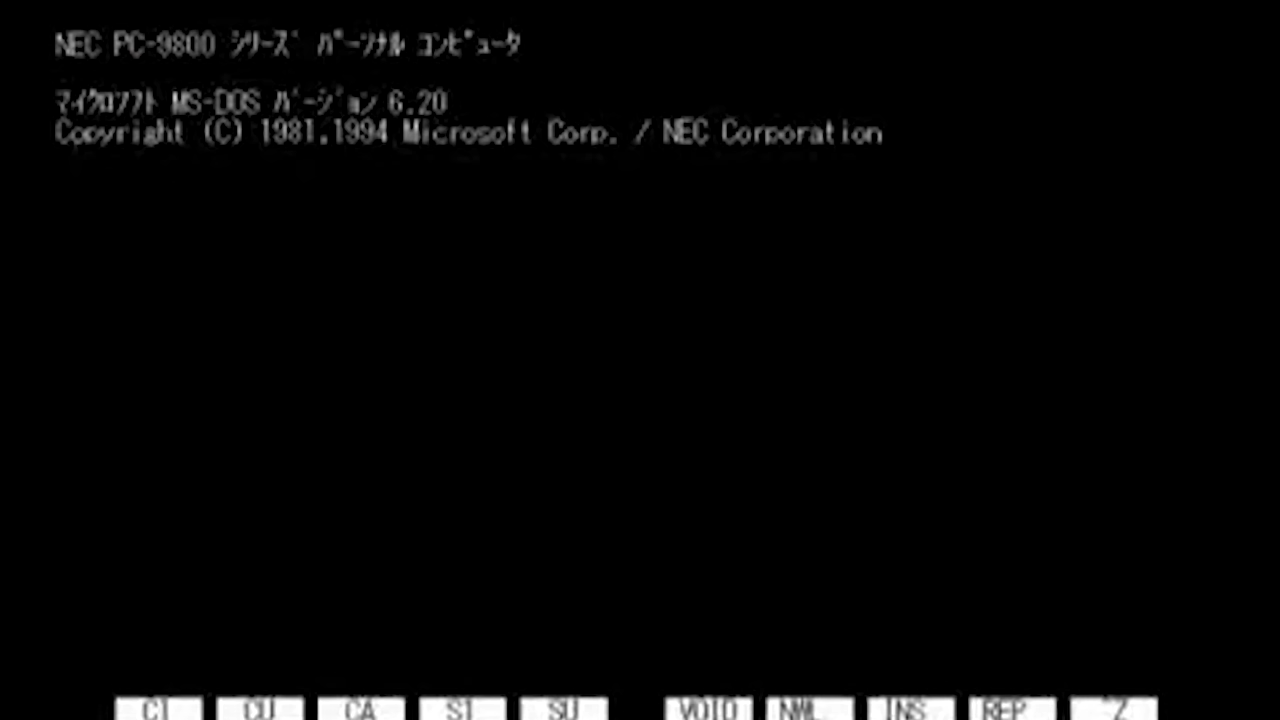 NEC PC-9800 シリーズ パーソナル コンピュータ
マイクロソフト MS-DOS バージョン 6.20
Copyright (C) 1981,1994 Microsoft Corp. / NEC Corporation
C1 CU CA S1 SU VOID NWL INS REP ^Z